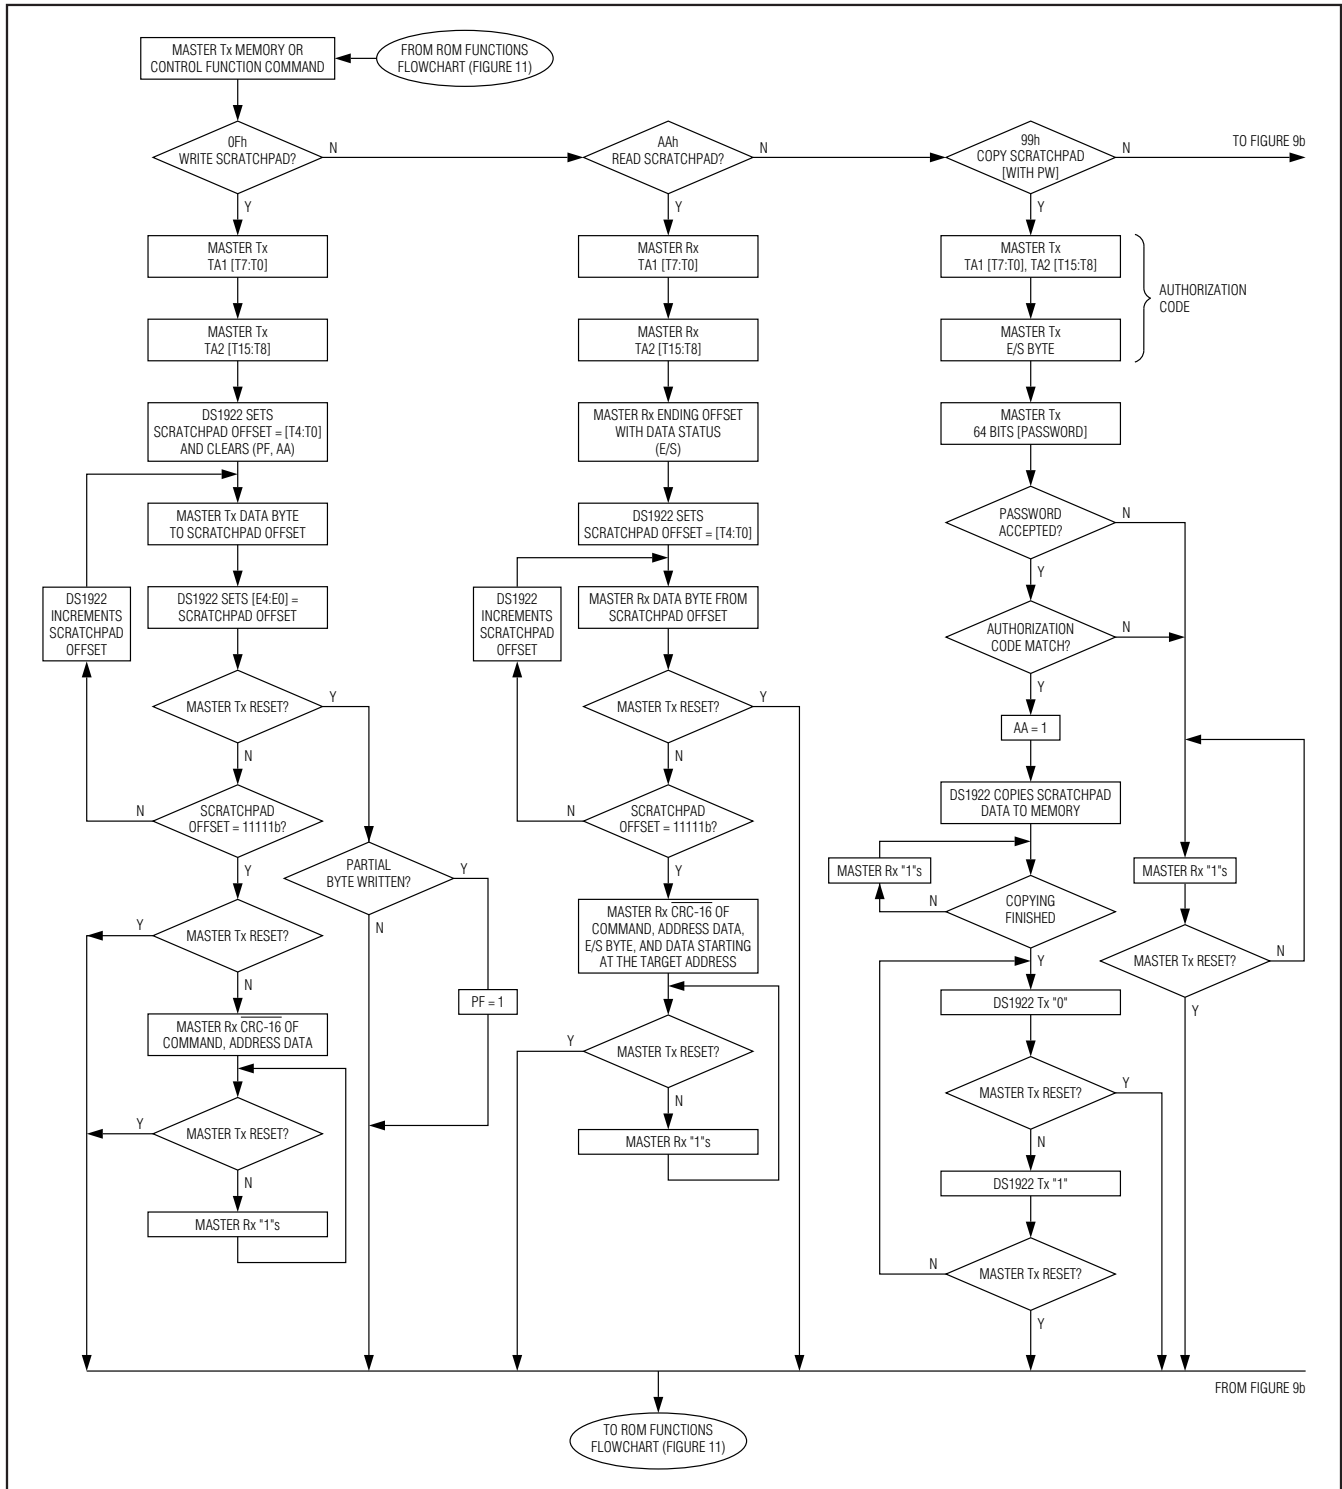 MASTER Tx MEMORY OR
CONTROL FUNCTION COMMAND
FROM ROM FUNCTIONS
FLOWCHART (FIGURE 11)
0Fh
WRITE SCRATCHPAD?
N
Y
MASTER Tx
TA1 [T7:T0]
MASTER Tx
TA2 [T15:T8]
DS1922 SETS
SCRATCHPAD OFFSET = [T4:T0]
AND CLEARS (PF, AA)
MASTER Tx DATA BYTE
TO SCRATCHPAD OFFSET
DS1922 SETS [E4:E0] =
SCRATCHPAD OFFSET
DS1922
INCREMENTS
SCRATCHPAD
OFFSET
MASTER Tx RESET?
Y
N
SCRATCHPAD
OFFSET = 11111b?
N
Y
PARTIAL
BYTE WRITTEN?
Y
N
PF = 1
MASTER Tx RESET?
Y
N
MASTER Rx CRC-16 OF
COMMAND, ADDRESS DATA
MASTER Tx RESET?
Y
N
MASTER Rx "1"s
AAh
READ SCRATCHPAD?
N
Y
MASTER Rx
TA1 [T7:T0]
MASTER Rx
TA2 [T15:T8]
MASTER Rx ENDING OFFSET
WITH DATA STATUS
(E/S)
DS1922 SETS
SCRATCHPAD OFFSET = [T4:T0]
MASTER Rx DATA BYTE FROM
SCRATCHPAD OFFSET
DS1922
INCREMENTS
SCRATCHPAD
OFFSET
MASTER Tx RESET?
Y
N
SCRATCHPAD
OFFSET = 11111b?
N
Y
MASTER Rx CRC-16 OF
COMMAND, ADDRESS DATA,
E/S BYTE, AND DATA STARTING
AT THE TARGET ADDRESS
MASTER Tx RESET?
Y
N
MASTER Rx "1"s
99h
COPY SCRATCHPAD
[WITH PW]
N
Y
TO FIGURE 9b
MASTER Tx
TA1 [T7:T0], TA2 [T15:T8]
MASTER Tx
E/S BYTE
AUTHORIZATION
CODE
MASTER Tx
64 BITS [PASSWORD]
PASSWORD
ACCEPTED?
N
Y
AUTHORIZATION
CODE MATCH?
N
Y
AA = 1
DS1922 COPIES SCRATCHPAD
DATA TO MEMORY
MASTER Rx "1"s
COPYING
FINISHED
N
Y
MASTER Rx "1"s
MASTER Tx RESET?
N
Y
DS1922 Tx "0"
MASTER Tx RESET?
Y
N
DS1922 Tx "1"
MASTER Tx RESET?
N
Y
FROM FIGURE 9b
TO ROM FUNCTIONS
FLOWCHART (FIGURE 11)